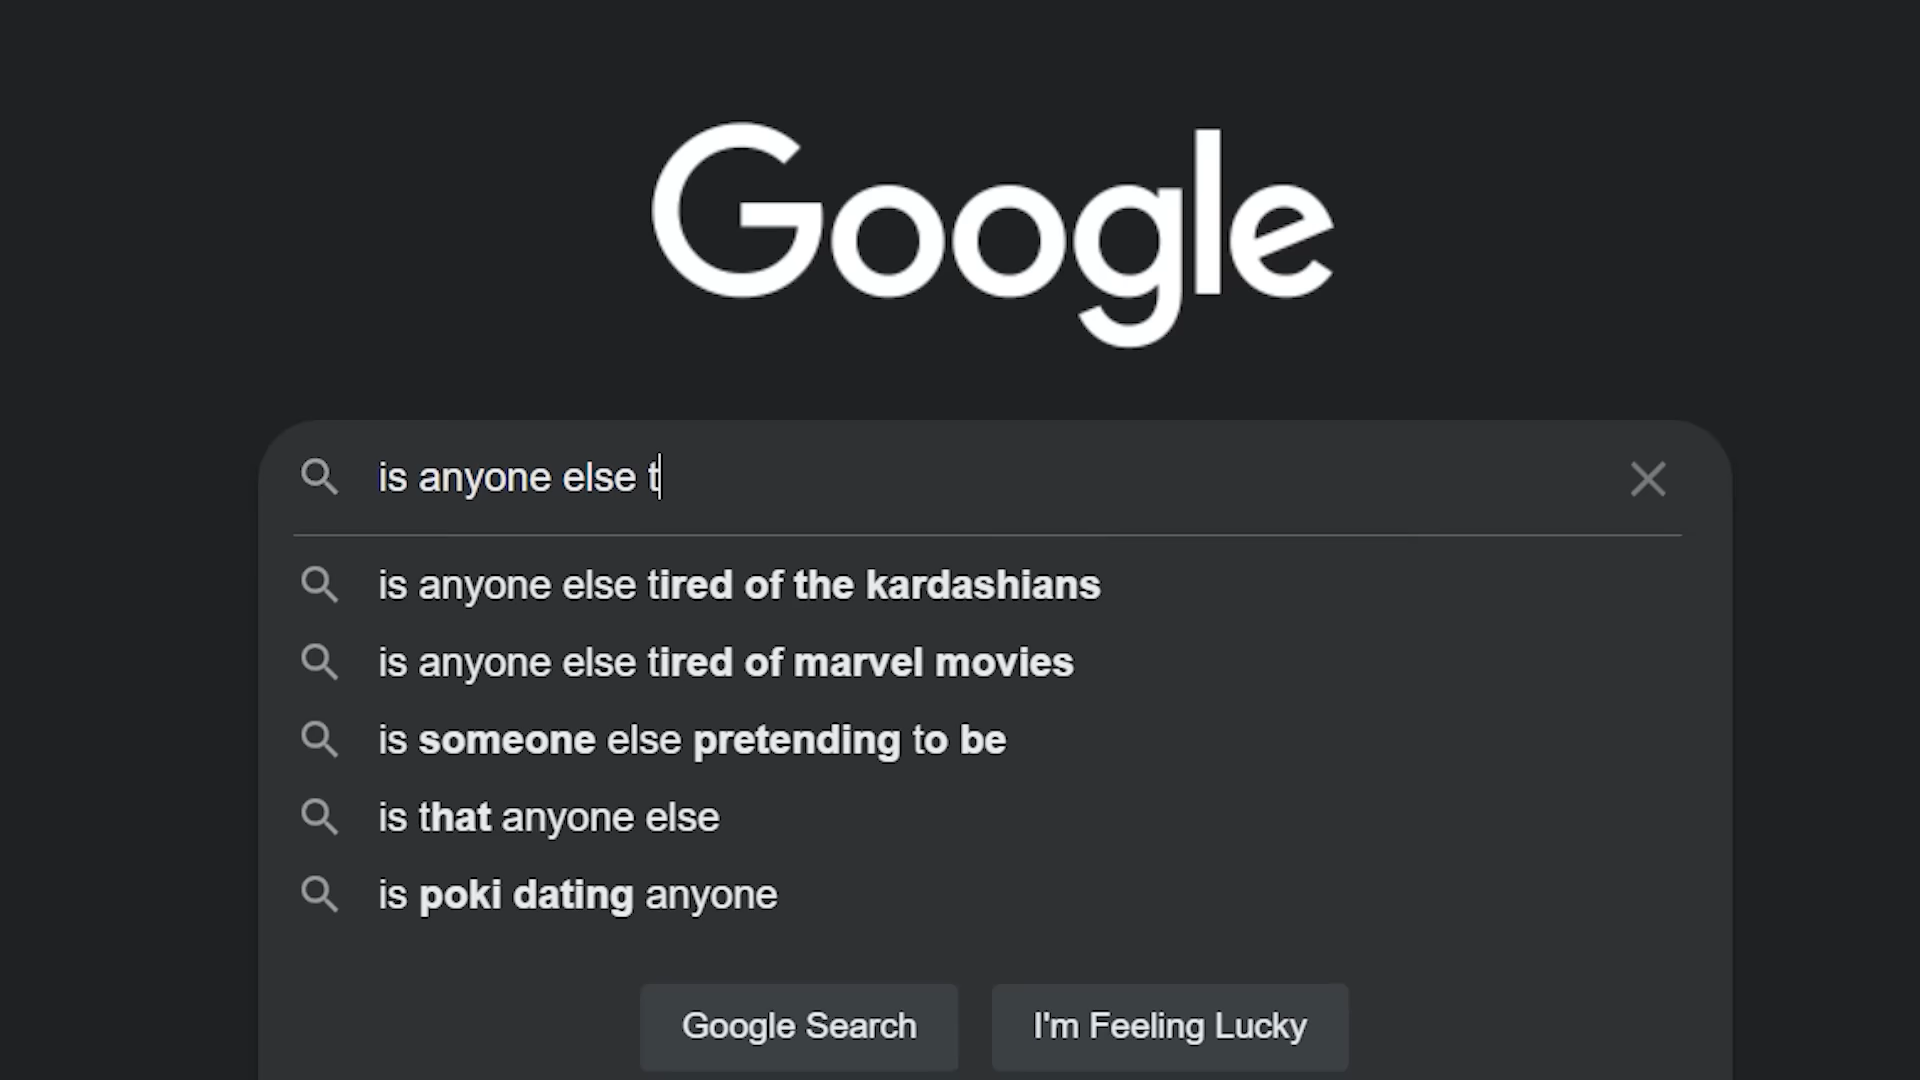 Google
is anyone else t
is anyone else tired of the kardashians
is anyone else tired of marvel movies
is someone else pretending to be
is that anyone else
is poki dating anyone
Google Search
I'm Feeling Lucky